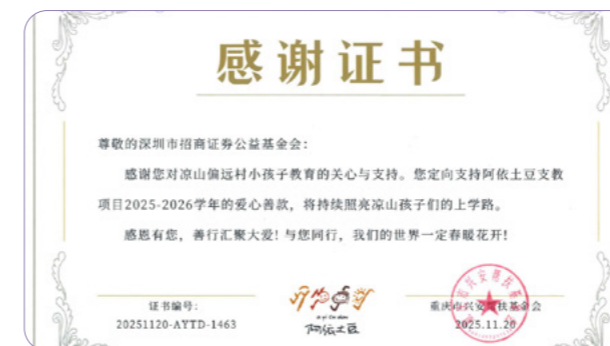 感谢证书
尊敬的深圳市招商证券公益基金会：
感谢您对凉山偏远村小孩子教育的关心与支持。您定向支持阿依土豆支教
项目2025-2026学年的爱心善款，将持续照亮凉山孩子们的上学路。
感恩有您，善行汇聚大爱！与您同行，我们的世界一定春暖花开！
证书编号：
20251120-AYTD-1463
阿依土豆
重庆市兴安帮扶基金会
2025.11.20